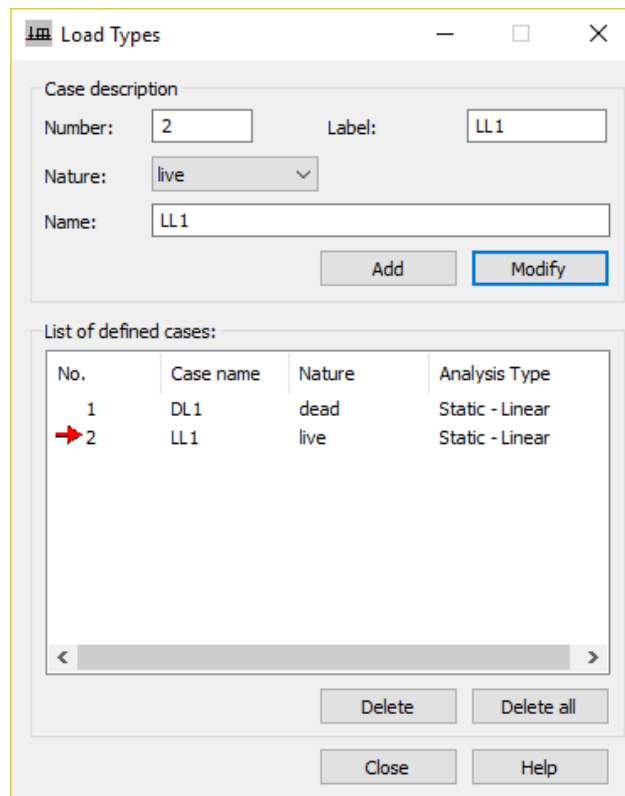 Load Types
Case description
Number: 2 Label: LL1
Nature: live
Name: LL1
Add Modify
List of defined cases:
No. Case name Nature Analysis Type
1 DL1 dead Static - Linear
2 LL1 live Static - Linear
Delete Delete all
Close Help